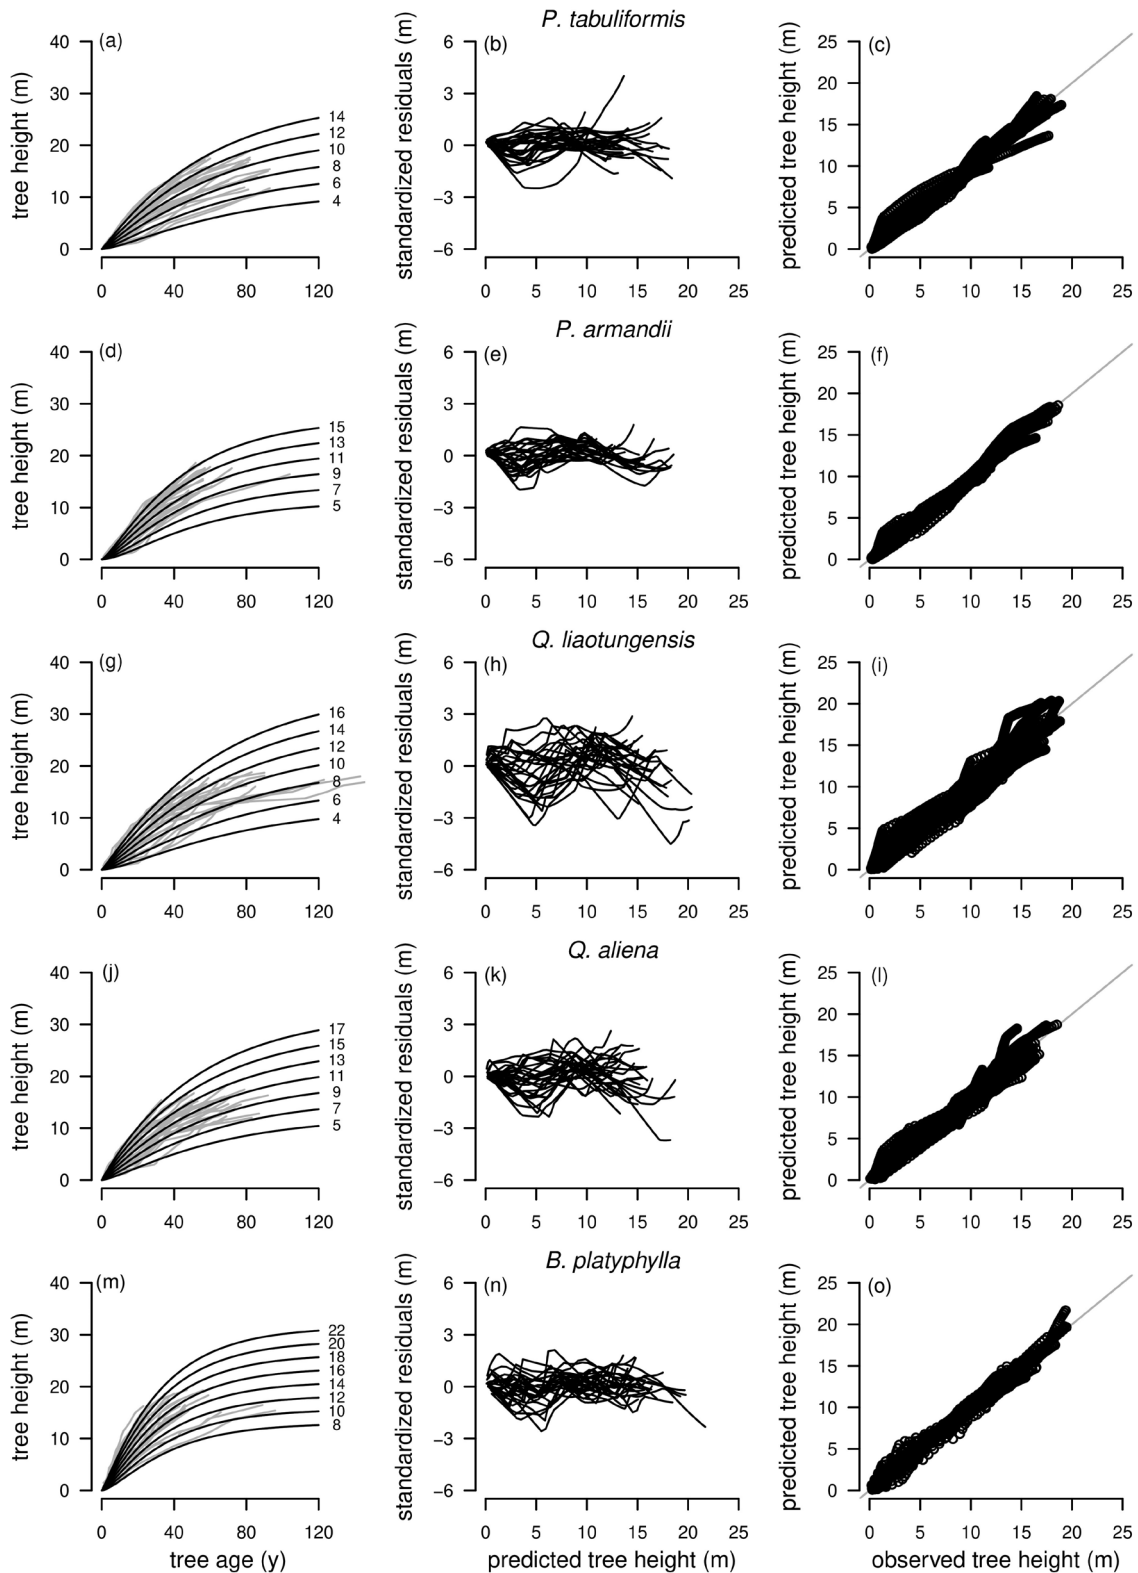 P. tabuliformis
tree height (m)
(a)
40
30
20
10
0
14
12
10
8
6
4
0 40 80 120
standardized residuals (m)
(b)
6
3
0
−3
−6
0 5 10 15 20 25
predicted tree height (m)
(c)
25
20
15
10
5
0
0 5 10 15 20 25
P. armandii
tree height (m)
(d)
40
30
20
10
0
15
13
11
9
7
5
0 40 80 120
standardized residuals (m)
(e)
6
3
0
−3
−6
0 5 10 15 20 25
predicted tree height (m)
(f)
25
20
15
10
5
0
0 5 10 15 20 25
Q. liaotungensis
tree height (m)
(g)
40
30
20
10
0
16
14
12
10
8
6
4
0 40 80 120
standardized residuals (m)
(h)
6
3
0
−3
−6
0 5 10 15 20 25
predicted tree height (m)
(i)
25
20
15
10
5
0
0 5 10 15 20 25
Q. aliena
tree height (m)
(j)
40
30
20
10
0
17
15
13
11
9
7
5
0 40 80 120
standardized residuals (m)
(k)
6
3
0
−3
−6
0 5 10 15 20 25
predicted tree height (m)
(l)
25
20
15
10
5
0
0 5 10 15 20 25
B. platyphylla
tree height (m)
(m)
40
30
20
10
0
22
20
18
16
14
12
10
8
0 40 80 120
tree age (y)
standardized residuals (m)
(n)
6
3
0
−3
−6
0 5 10 15 20 25
predicted tree height (m)
predicted tree height (m)
(o)
25
20
15
10
5
0
0 5 10 15 20 25
observed tree height (m)